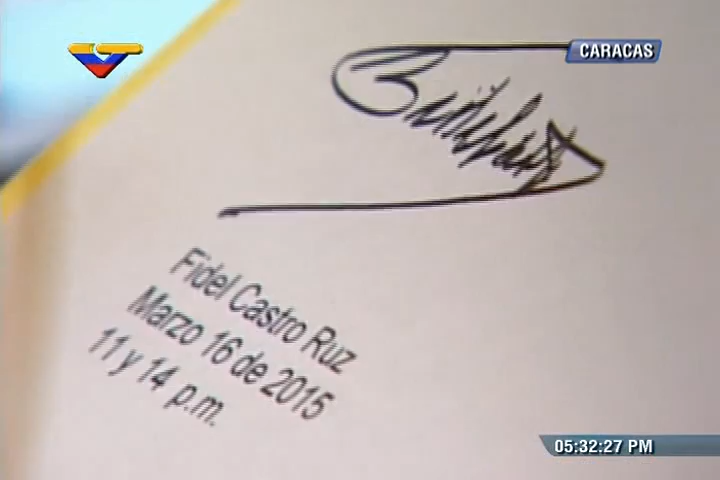 CARACAS
Fidel Castro Ruz
Marzo 16 de 2015
11 y 14 p.m.
05:32:27 PM